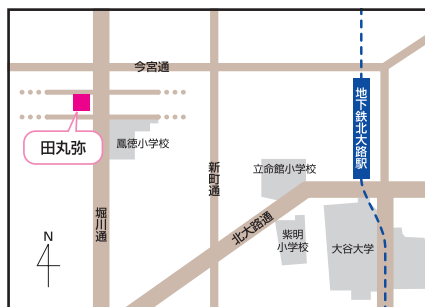 今宮通
地下鉄北大路駅
田丸弥
鳳徳小学校
新町通
立命館小学校
堀川通
北大路通
紫明
小学校
大谷大学
N